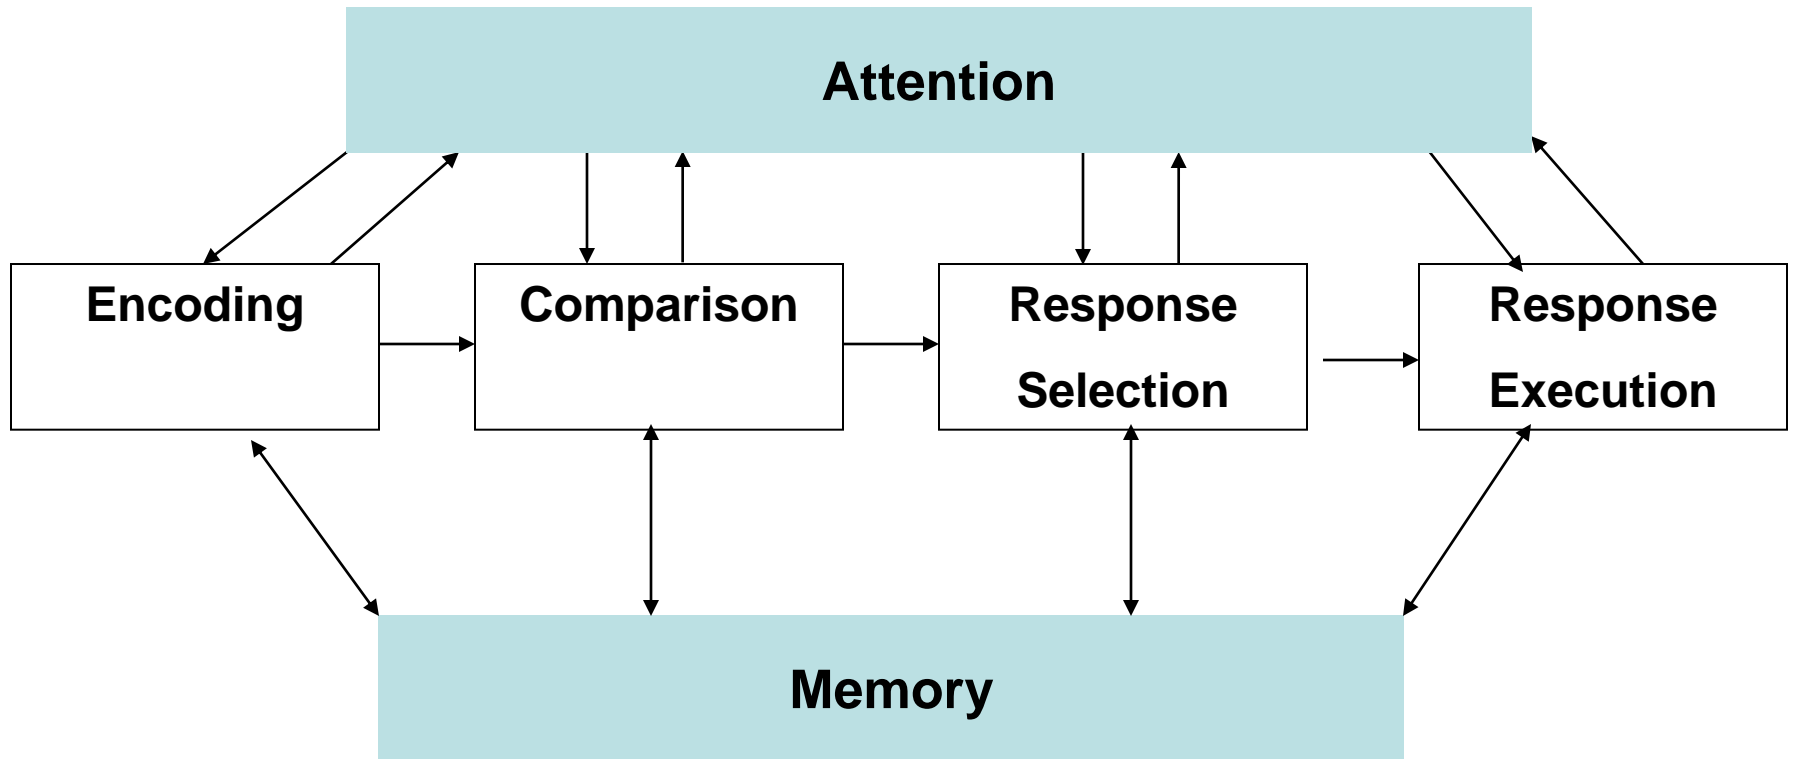 Attention
Encoding
Comparison
Response
Selection
Response
Execution
Memory